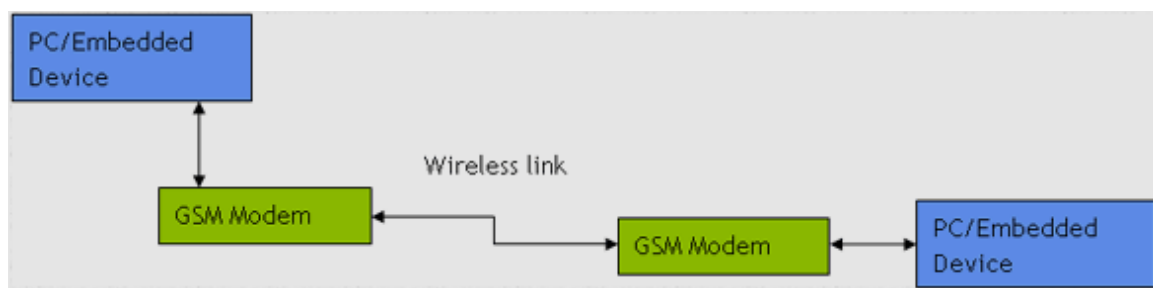 PC/Embedded
Device
Wireless link
GSM Modem
GSM Modem
PC/Embedded
Device